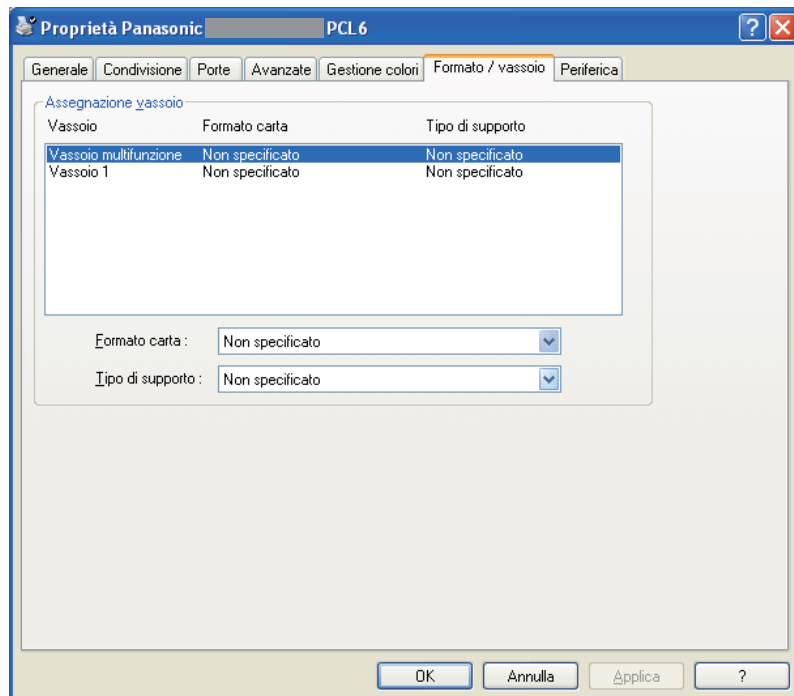 Proprietà Panasonic PCL6
Generale Condivisione Porte Avanzate Gestione colori Formato / vassoio Periferica
Assegnazione vassoio
Vassoio Formato carta Tipo di supporto
Vassoio multifunzione Non specificato Non specificato
Vassoio 1 Non specificato Non specificato
Formato carta : Non specificato
Tipo di supporto : Non specificato
OK Annulla Applica ?